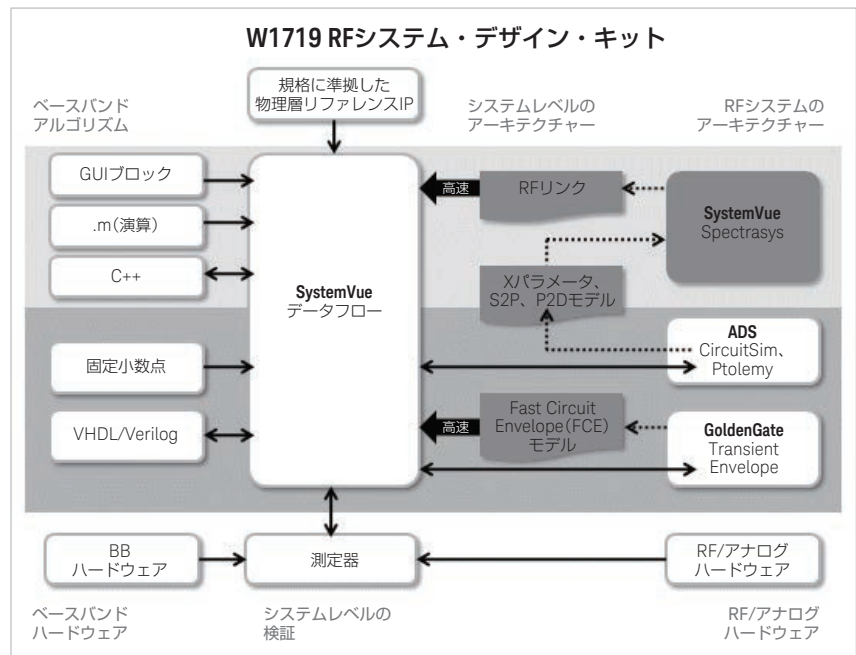 W1719 RFシステム・デザイン・キット
規格に準拠した
物理層リファレンスIP
ベースバンド
アルゴリズム
システムレベルの
アーキテクチャー
RFシステムの
アーキテクチャー
GUIブロック
.m(演算)
C++
固定小数点
VHDL/Verilog
SystemVue
データフロー
高速
RFリンク
SystemVue
Spectrasys
Xパラメータ、
S2P、P2Dモデル
ADS
CircuitSim、
Ptolemy
高速
Fast Circuit
Envelope(FCE)
モデル
GoldenGate
Transient
Envelope
BB
ハードウェア
測定器
RF/アナログ
ハードウェア
ベースバンド
ハードウェア
システムレベルの
検証
RF/アナログ
ハードウェア